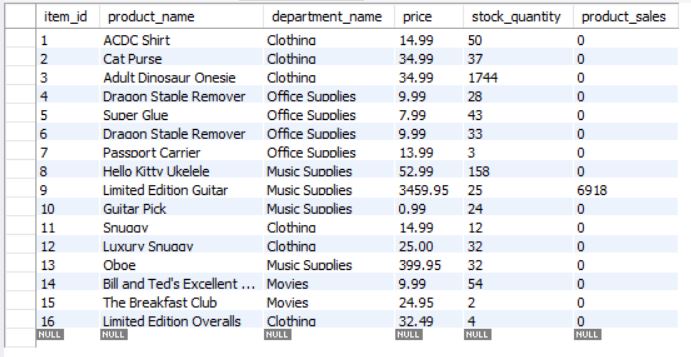 item_id product_name department_name price stock_quantity product_sales
1 ACDC Shirt Clothing 14.99 50 0
2 Cat Purse Clothing 34.99 37 0
3 Adult Dinosaur Onesie Clothing 34.99 1744 0
4 Dragon Staple Remover Office Supplies 9.99 28 0
5 Super Glue Office Supplies 7.99 43 0
6 Dragon Staple Remover Office Supplies 9.99 33 0
7 Passport Carrier Office Supplies 13.99 3 0
8 Hello Kitty Ukelele Music Supplies 52.99 158 0
9 Limited Edition Guitar Music Supplies 3459.95 25 6918
10 Guitar Pick Music Supplies 0.99 24 0
11 Snuggy Clothing 14.99 12 0
12 Luxury Snuggy Clothing 25.00 32 0
13 Oboe Music Supplies 399.95 32 0
14 Bill and Ted's Excellent ... Movies 9.99 54 0
15 The Breakfast Club Movies 24.95 2 0
16 Limited Edition Overalls Clothing 32.49 4 0
NULL NULL NULL NULL NULL NULL